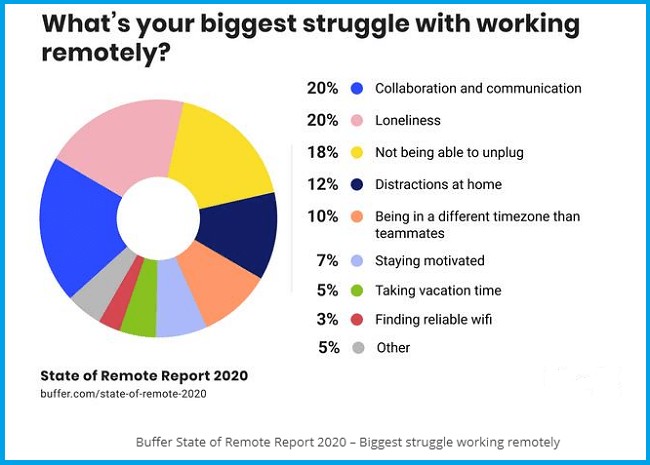 What's your biggest struggle with working
remotely?
20% Collaboration and communication
20% Loneliness
18% Not being able to unplug
12% Distractions at home
10% Being in a different timezone than
teammates
7% Staying motivated
5% Taking vacation time
3% Finding reliable wifi
5% Other
State of Remote Report 2020
buffer.com/state-of-remote-2020
Buffer State of Remote Report 2020 – Biggest struggle working remotely